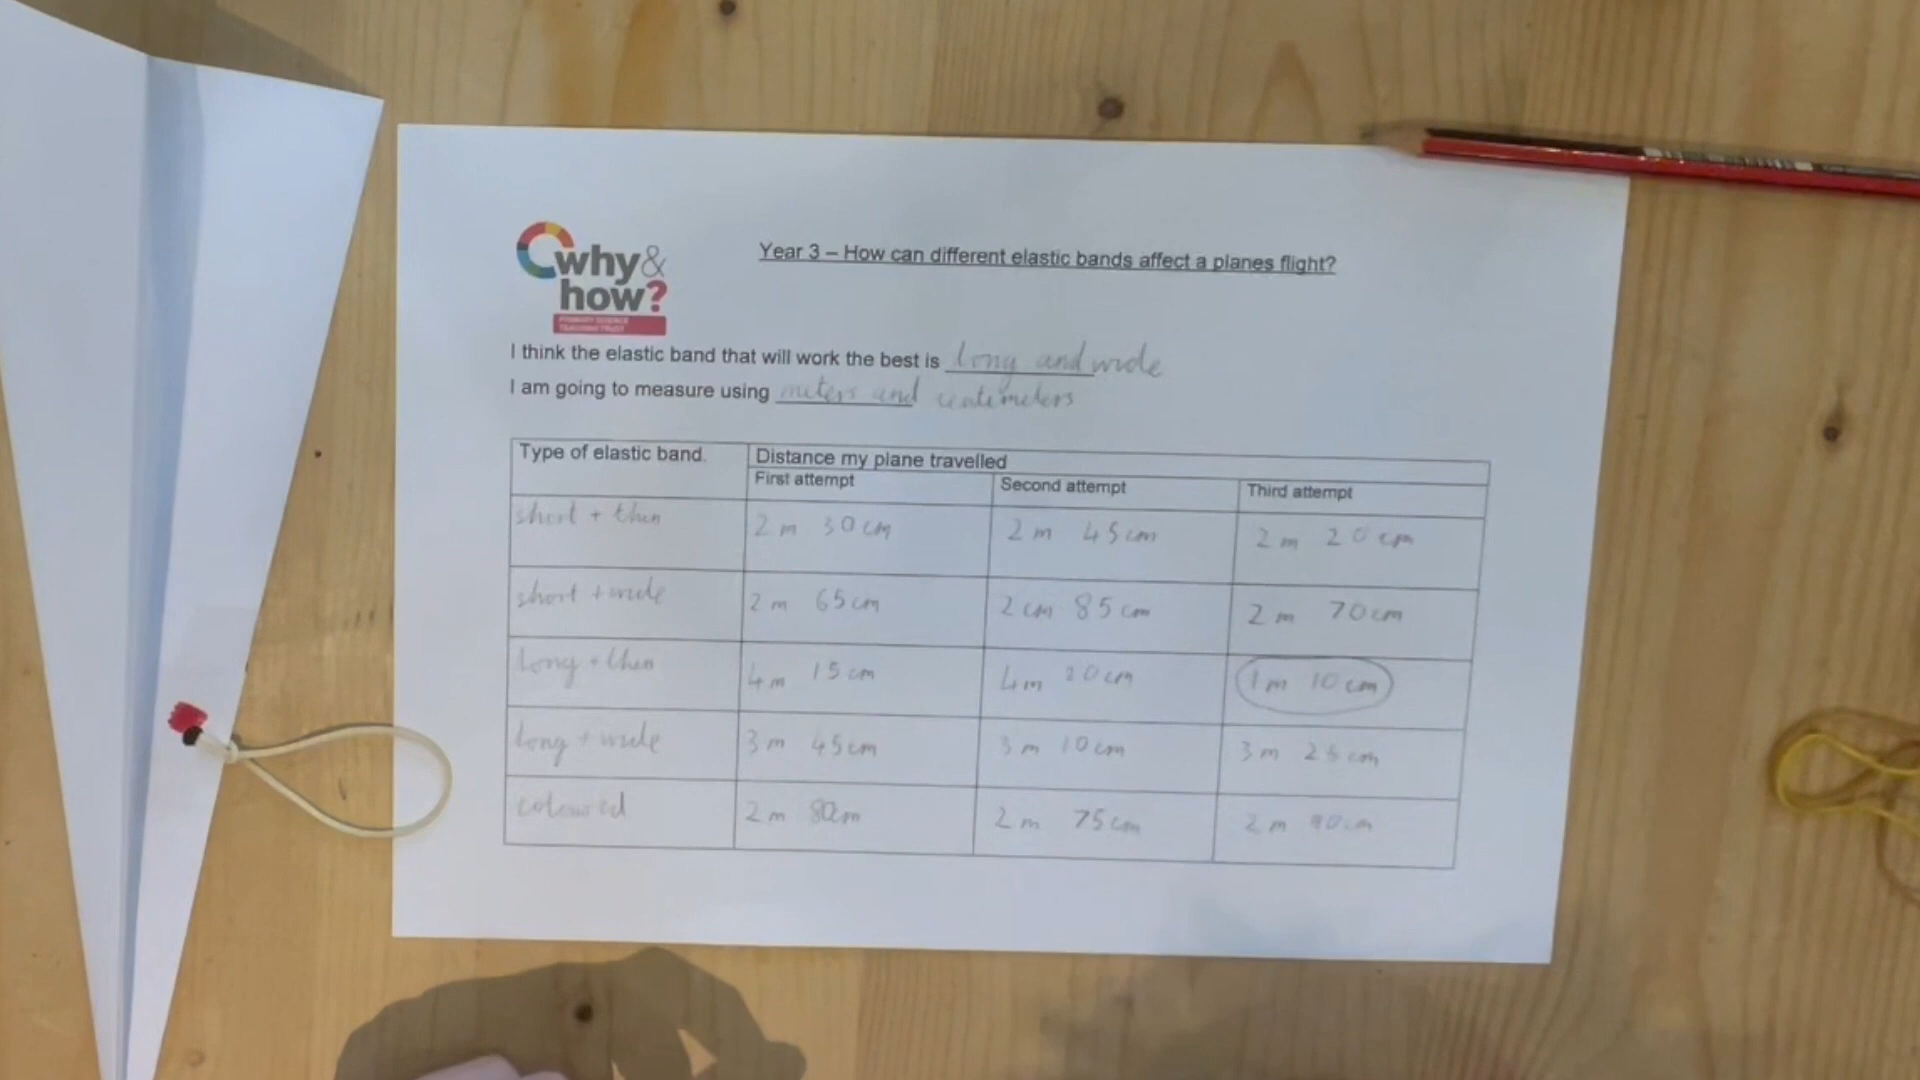 why&
how?
PRIMARY SCIENCE
TEACHING TRUST
Year 3 – How can different elastic bands affect a planes flight?
I think the elastic band that will work the best is long and wide
I am going to measure using meters and centimeters
Type of elastic band. Distance my plane travelled
First attempt Second attempt Third attempt
short + thin 2 m 30 cm 2 m 45 cm 2 m 20 cm
short + wide 2 m 65 cm 2 cm 85 cm 2 m 70 cm
long + thin 4 m 15 cm 4 m 20 cm 1 m 10 cm
long + wide 3 m 45 cm 3 m 10 cm 3 m 25 cm
coloured 2 m 80m 2 m 75 cm 2 m 90 cm